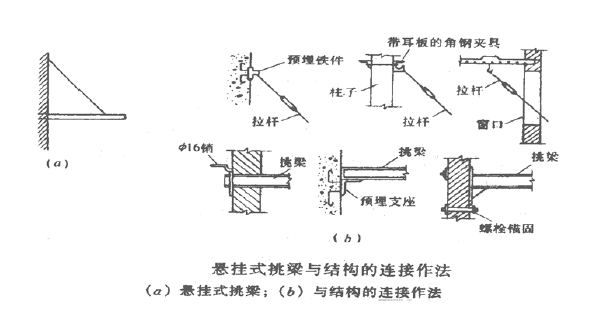 带耳板的角钢夹具
预埋铁件
拉杆
柱子
拉杆
拉杆
窗口
(a)
Φ16销
挑梁
挑梁
预埋支座
挑梁
螺栓锚固
(b)
悬挂式挑梁与结构的连接作法
(a)悬挂式挑梁；(b)与结构的连接作法